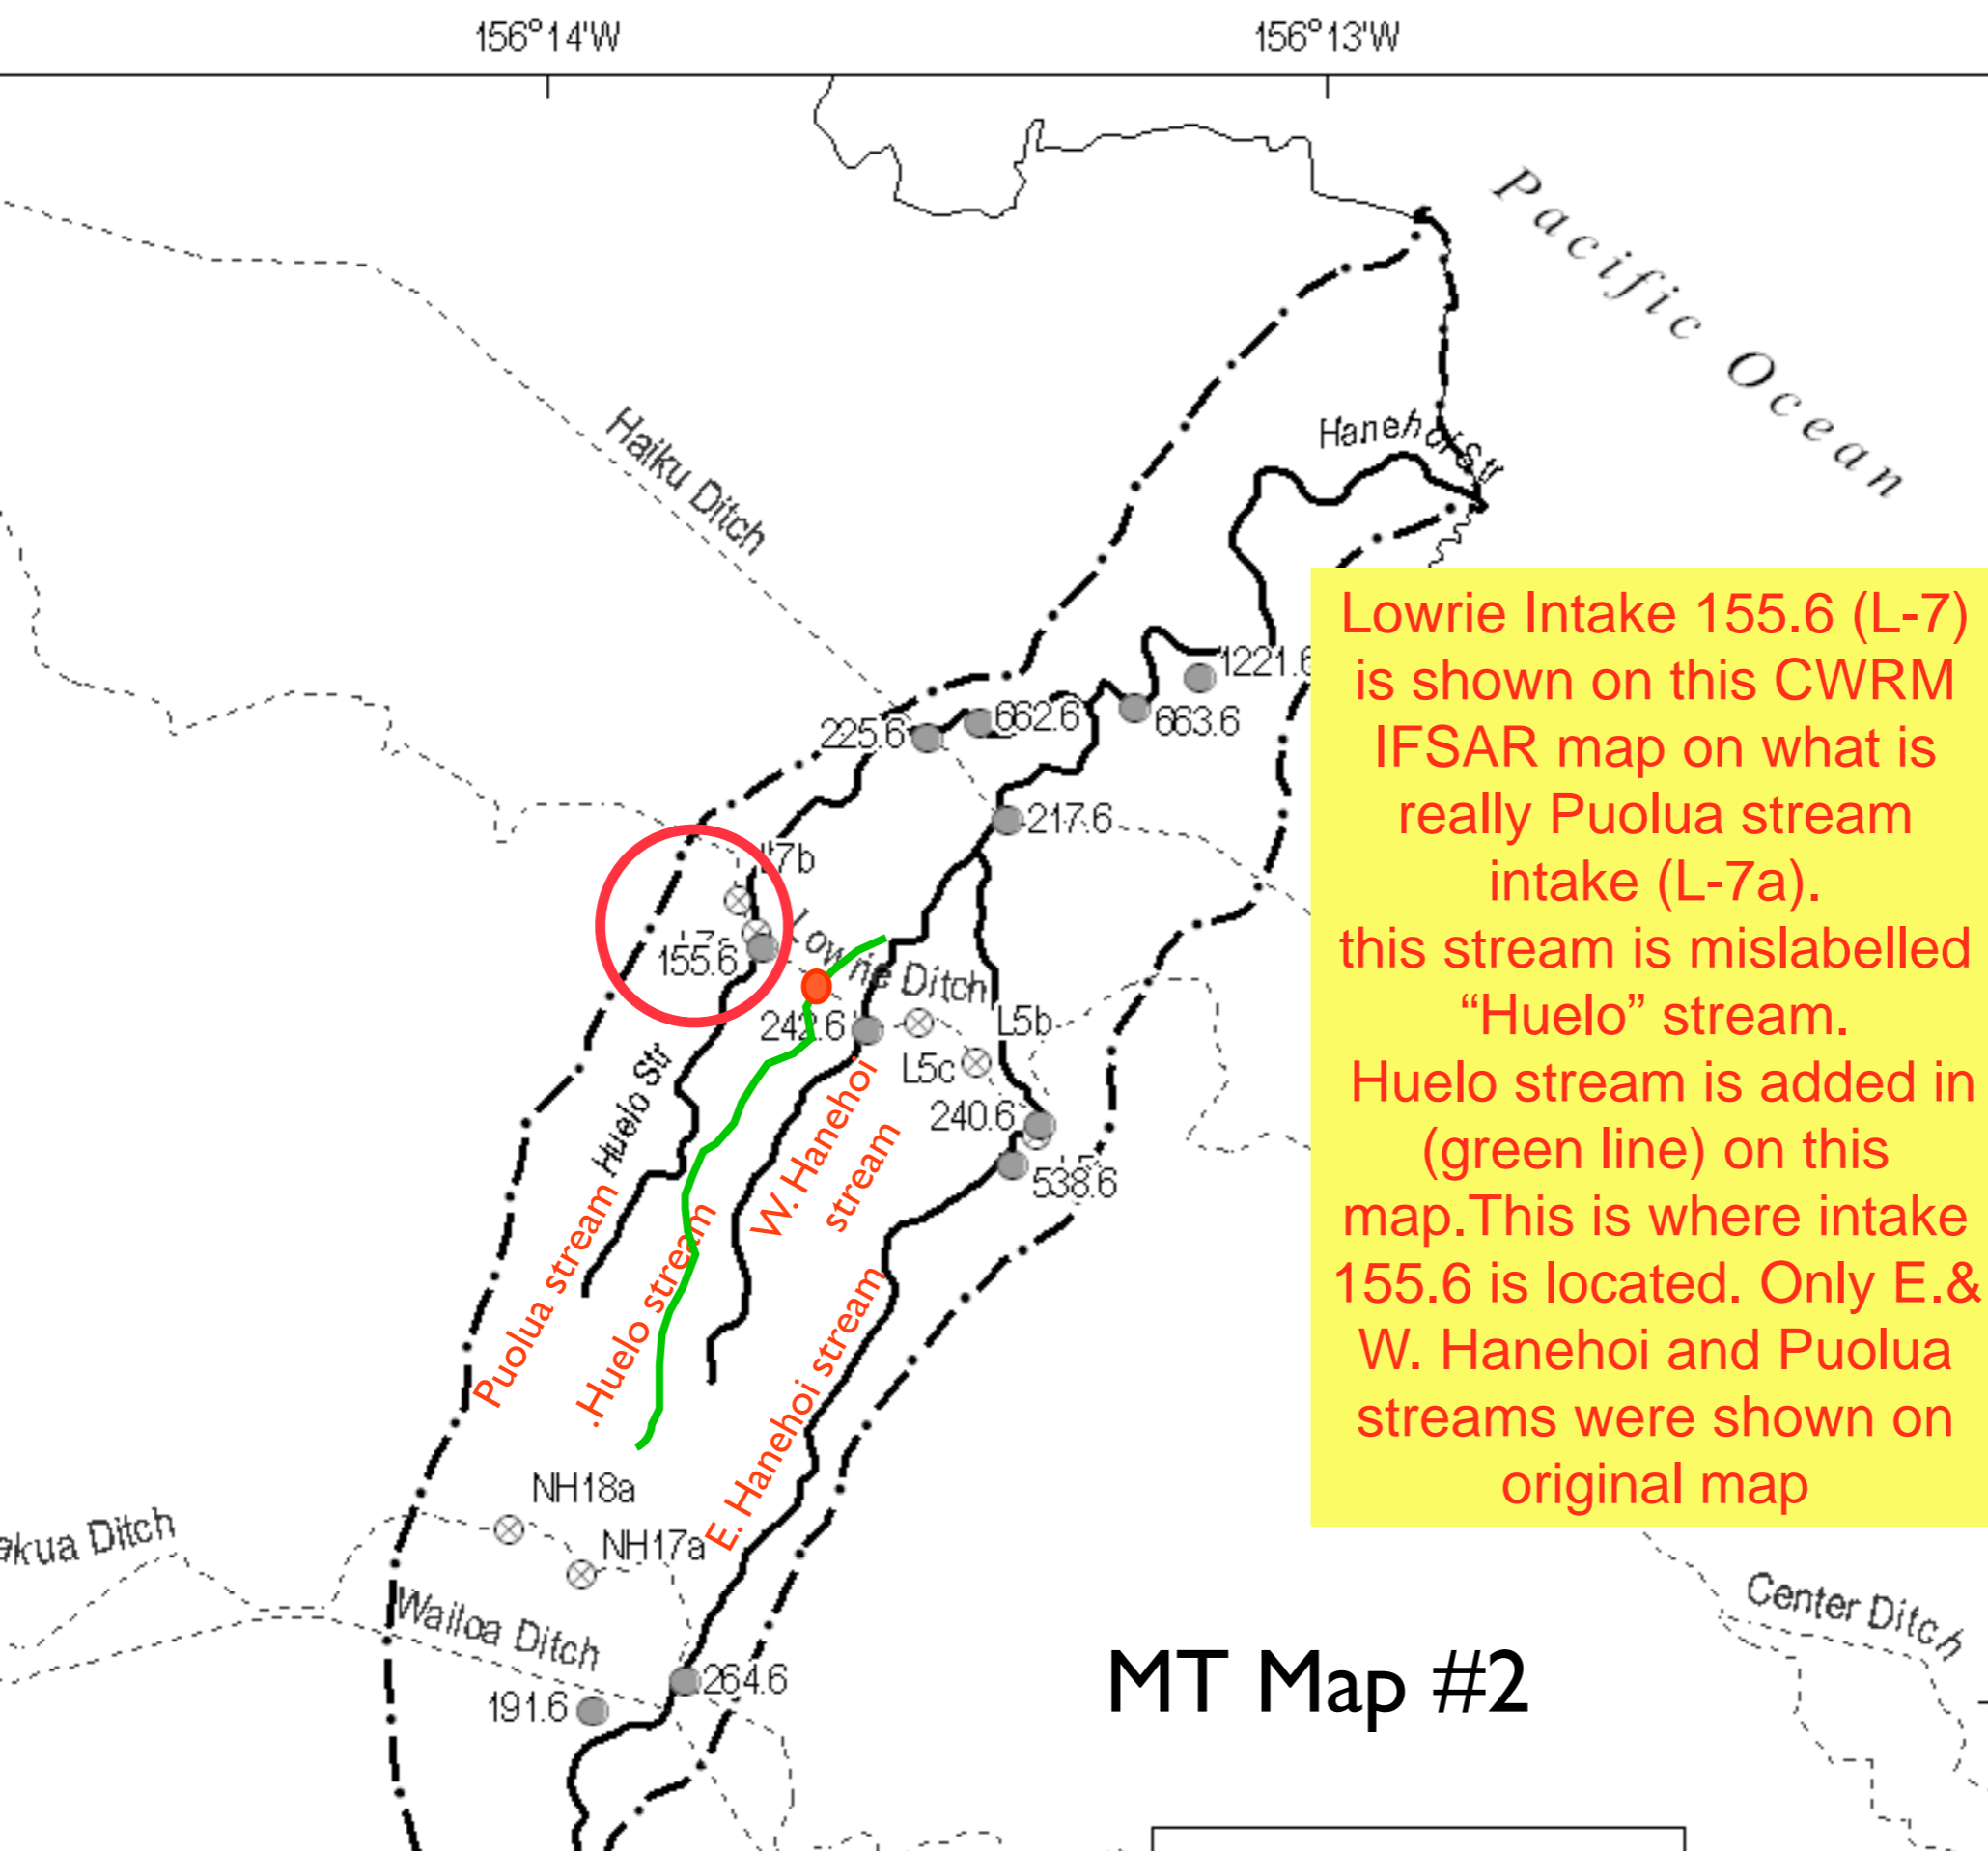 156°14'W
156°13'W
Pacific Ocean
Haiku Ditch
Hanehoi Str
1221.6
662.6
663.6
225.6
217.6
L7b
155.6
Lowrie Ditch
242.6
L5b
L5c
240.6
538.6
Huelo Str
Puolua stream
.Huelo stream
W. Hanehoi
stream
E. Hanehoi stream
Lowrie Intake 155.6 (L-7)
is shown on this CWRM
IFSAR map on what is
really Puolua stream
intake (L-7a).
this stream is mislabelled
“Huelo” stream.
Huelo stream is added in
(green line) on this
map.This is where intake
155.6 is located. Only E.&
W. Hanehoi and Puolua
streams were shown on
original map
NH18a
NH17a
akua Ditch
Wailoa Ditch
264.6
191.6
Center Ditch
MT Map #2